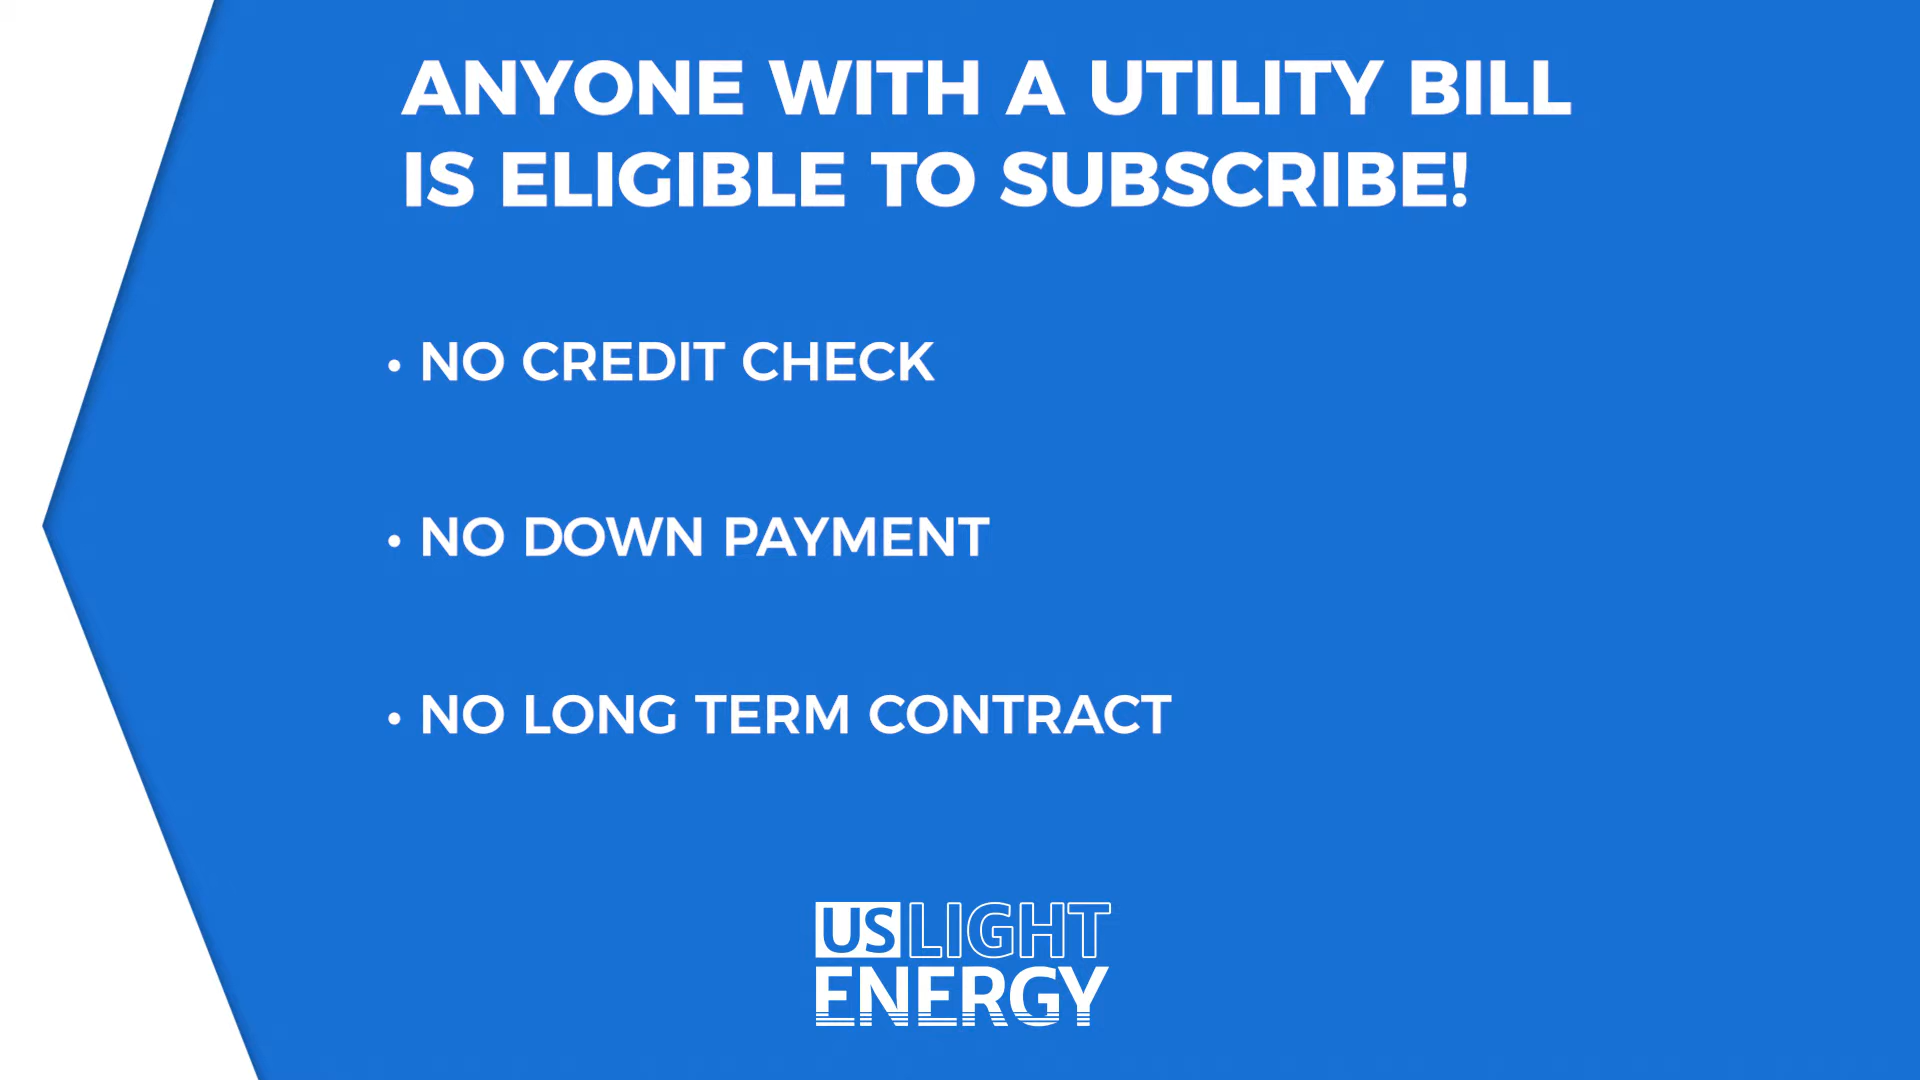 ANYONE WITH A UTILITY BILL
IS ELIGIBLE TO SUBSCRIBE!
• NO CREDIT CHECK
• NO DOWN PAYMENT
• NO LONG TERM CONTRACT
US LIGHT
ENERGY